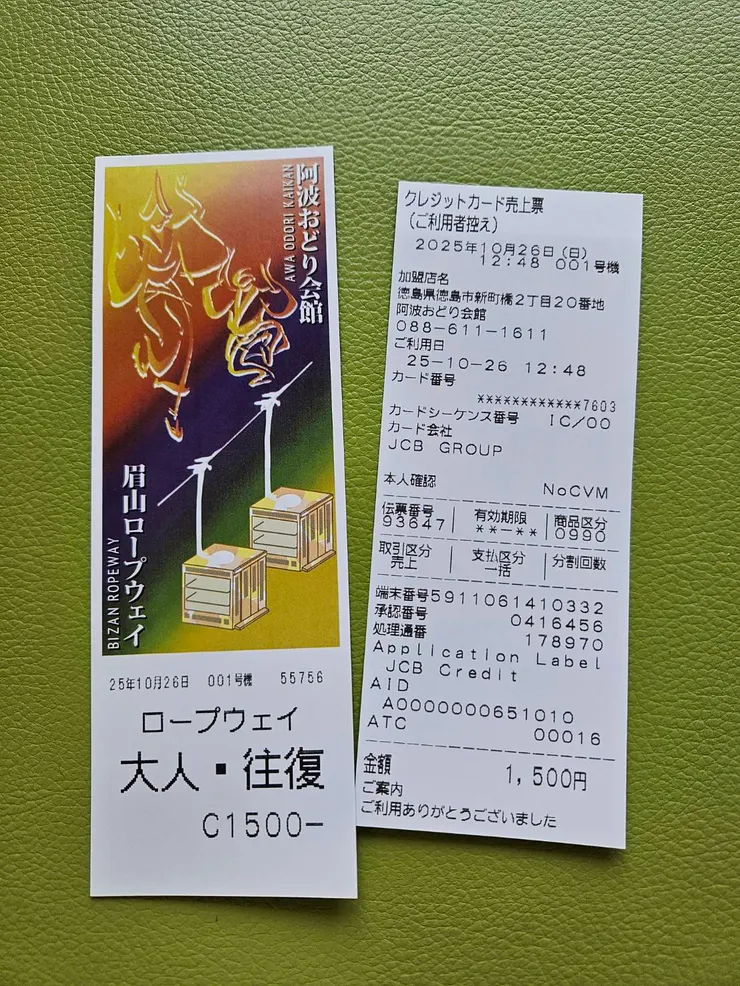 阿波おどり会館
AWA ODORI KAIKAN
眉山ロープウェイ
BIZAN ROPEWAY
25年10月26日 001号機 55756
ロープウェイ
大人・往復
C1500-
クレジットカード売上票
(ご利用者控え)
2025年10月26日(日)
12:48 001号機
加盟店名
徳島県徳島市新町橋2丁目20番地
阿波おどり会館
088-611-1611
ご利用日
25-10-26 12:48
カード番号
************7603
カードシーケンス番号 IC/00
カード会社
JCB GROUP
本人確認 NoCVM
伝票番号 有効期限 商品区分
93647 **-** 0990
取引区分 支払区分 分割回数
売上 一括
端末番号5911061410332
承認番号 0416456
処理通番 178970
Application Label
JCB Credit
AID
A0000000651010
ATC 00016
金額 1,500円
ご案内
ご利用ありがとうございました